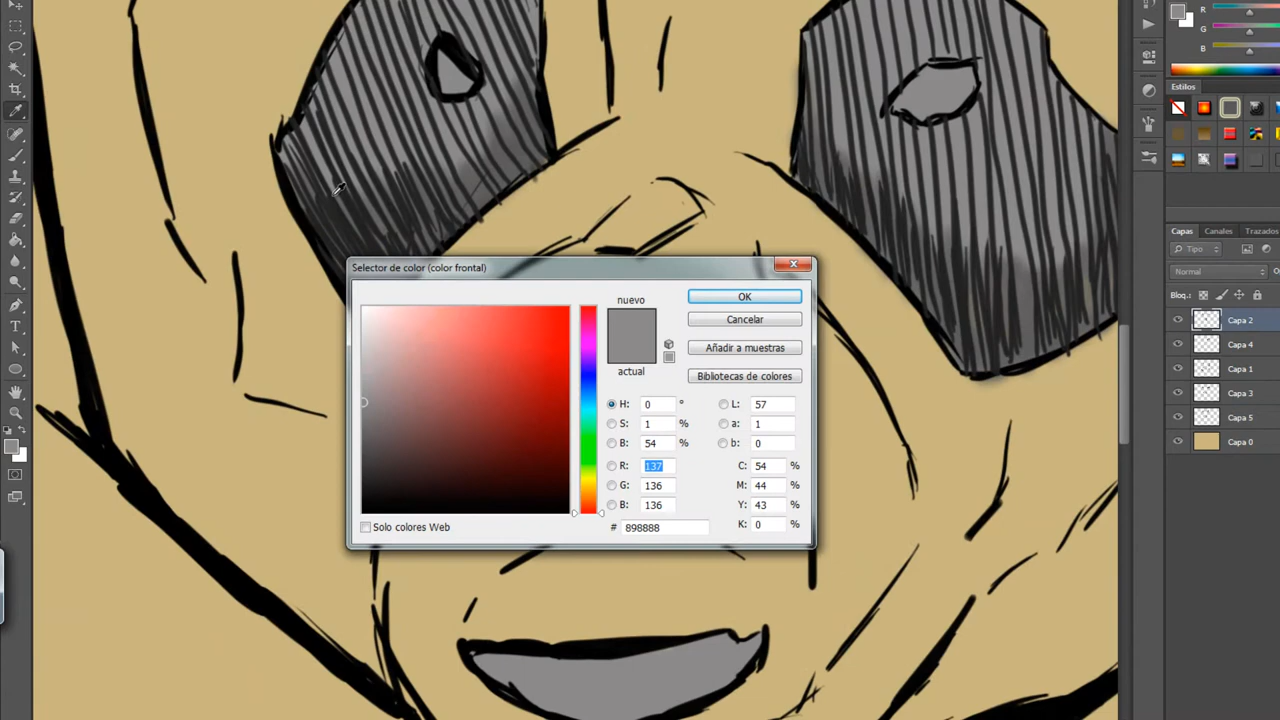 R
G
B
Estilos
Capas Canales Trazados
Tipo
Normal
Bloq.:
Capa 2
Capa 4
Capa 1
Capa 3
Capa 5
Capa 0
T
Selector de color (color frontal)
nuevo
actual
OK
Cancelar
Añadir a muestras
Bibliotecas de colores
H: 0 ° L: 57
S: 1 % a: 1
B: 54 % b: 0
R: 137 C: 54 %
G: 136 M: 44 %
B: 136 Y: 43 %
# 898888 K: 0 %
Solo colores Web